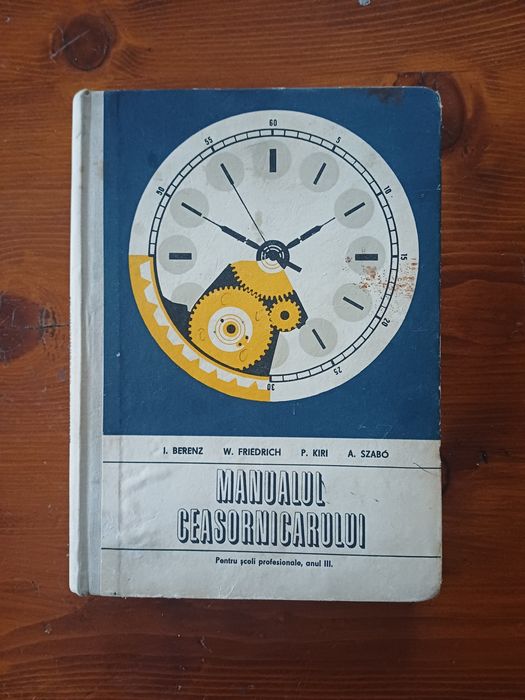 60
5
10
15
20
25
30
50
55
I. BERENZ W. FRIEDRICH P. KIRI A. SZABÓ
MANUALUL
CEASORNICARULUI
Pentru școli profesionale, anul III.